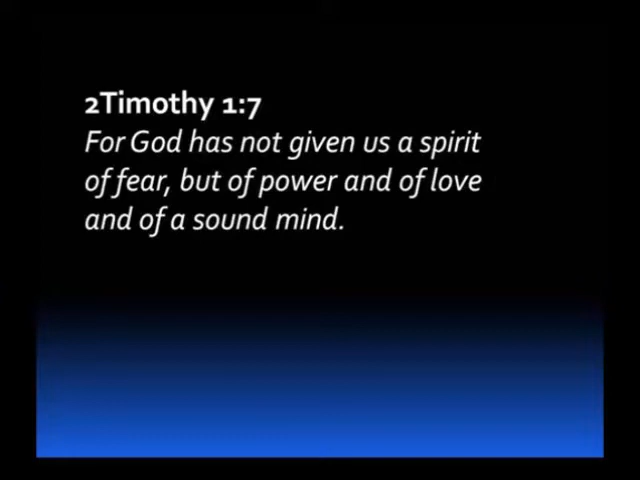 2Timothy 1:7
For God has not given us a spirit
of fear, but of power and of love
and of a sound mind.